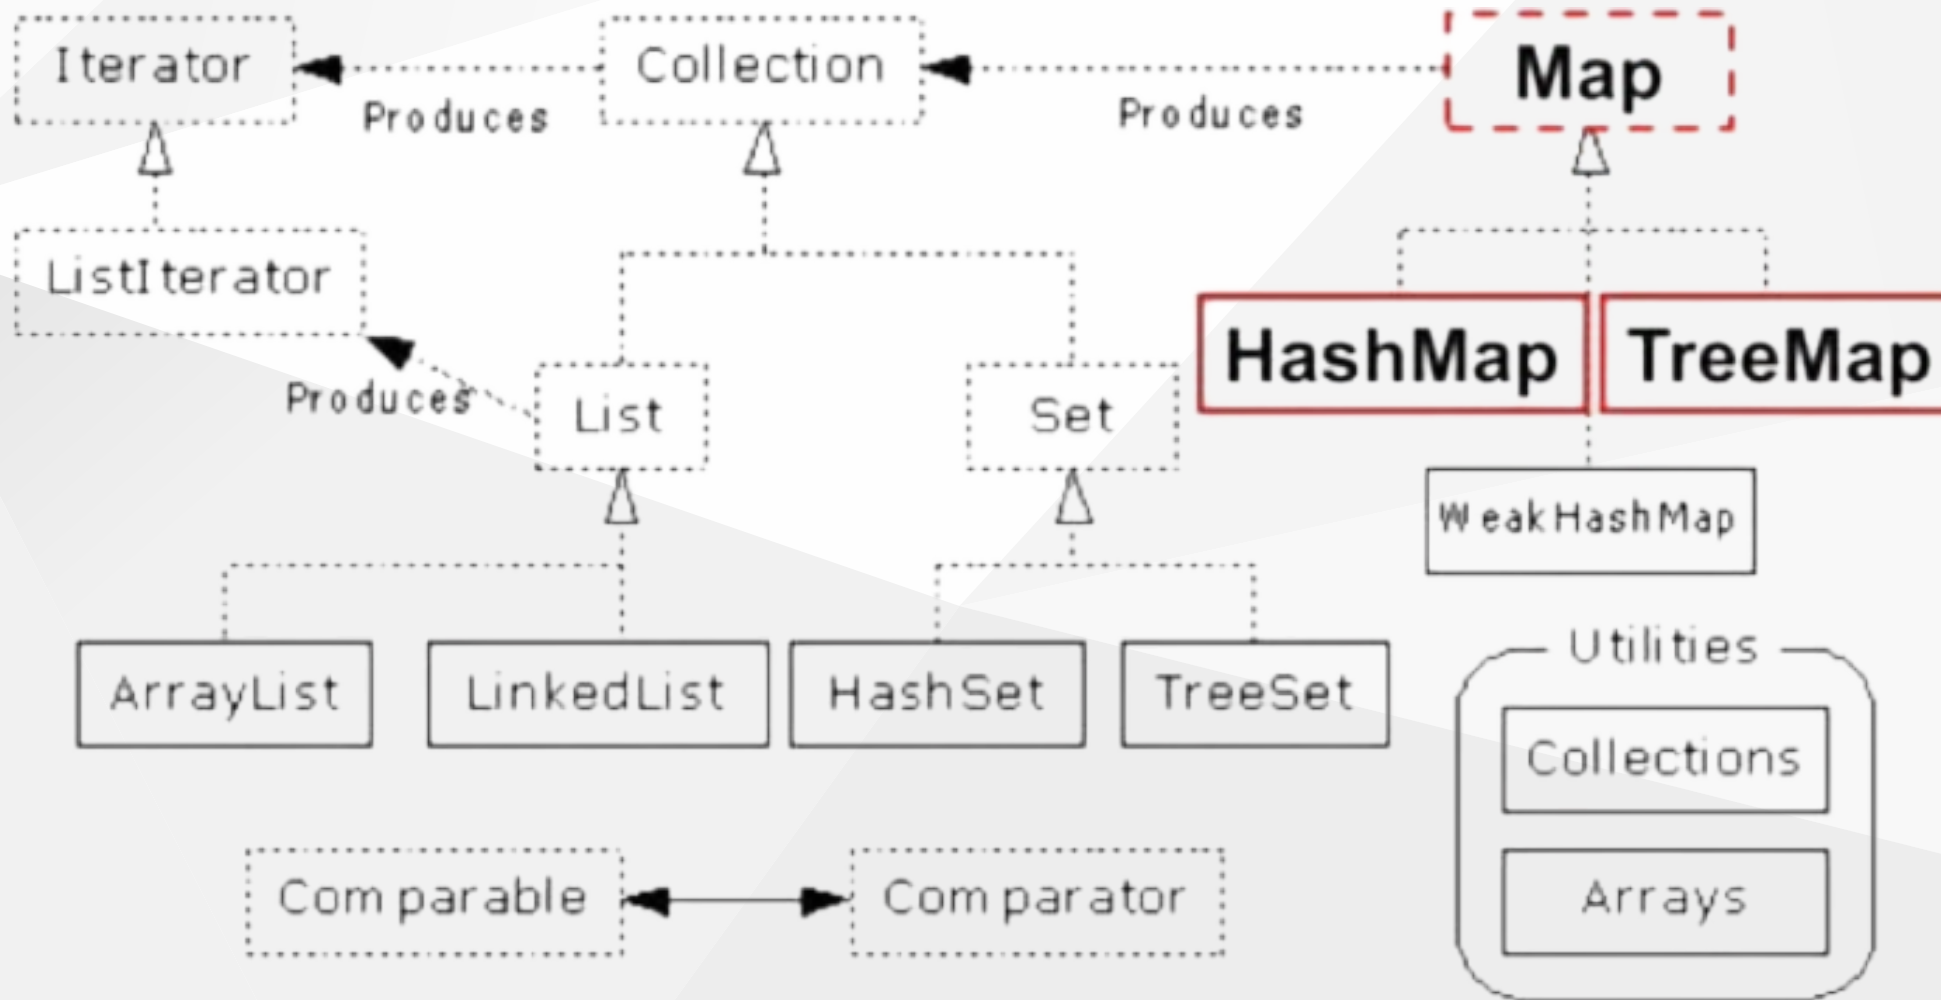 Iterator
Produces
Collection
Produces
Map
ListIterator
Produces
List
Set
HashMap
TreeMap
WeakHashMap
ArrayList
LinkedList
HashSet
TreeSet
Utilities
Collections
Arrays
Comparable
Comparator